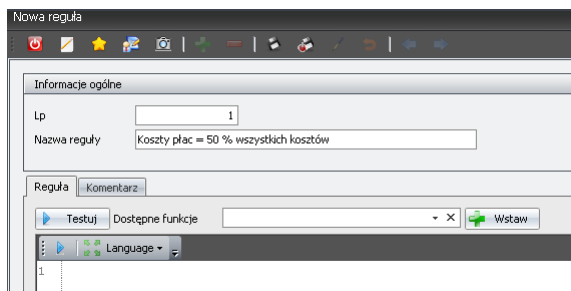 Nowa reguła
Informacje ogólne
Lp 1
Nazwa reguły Koszty płac = 50 % wszystkich kosztów
Reguła Komentarz
Testuj Dostępne funkcje Wstaw
Language
1